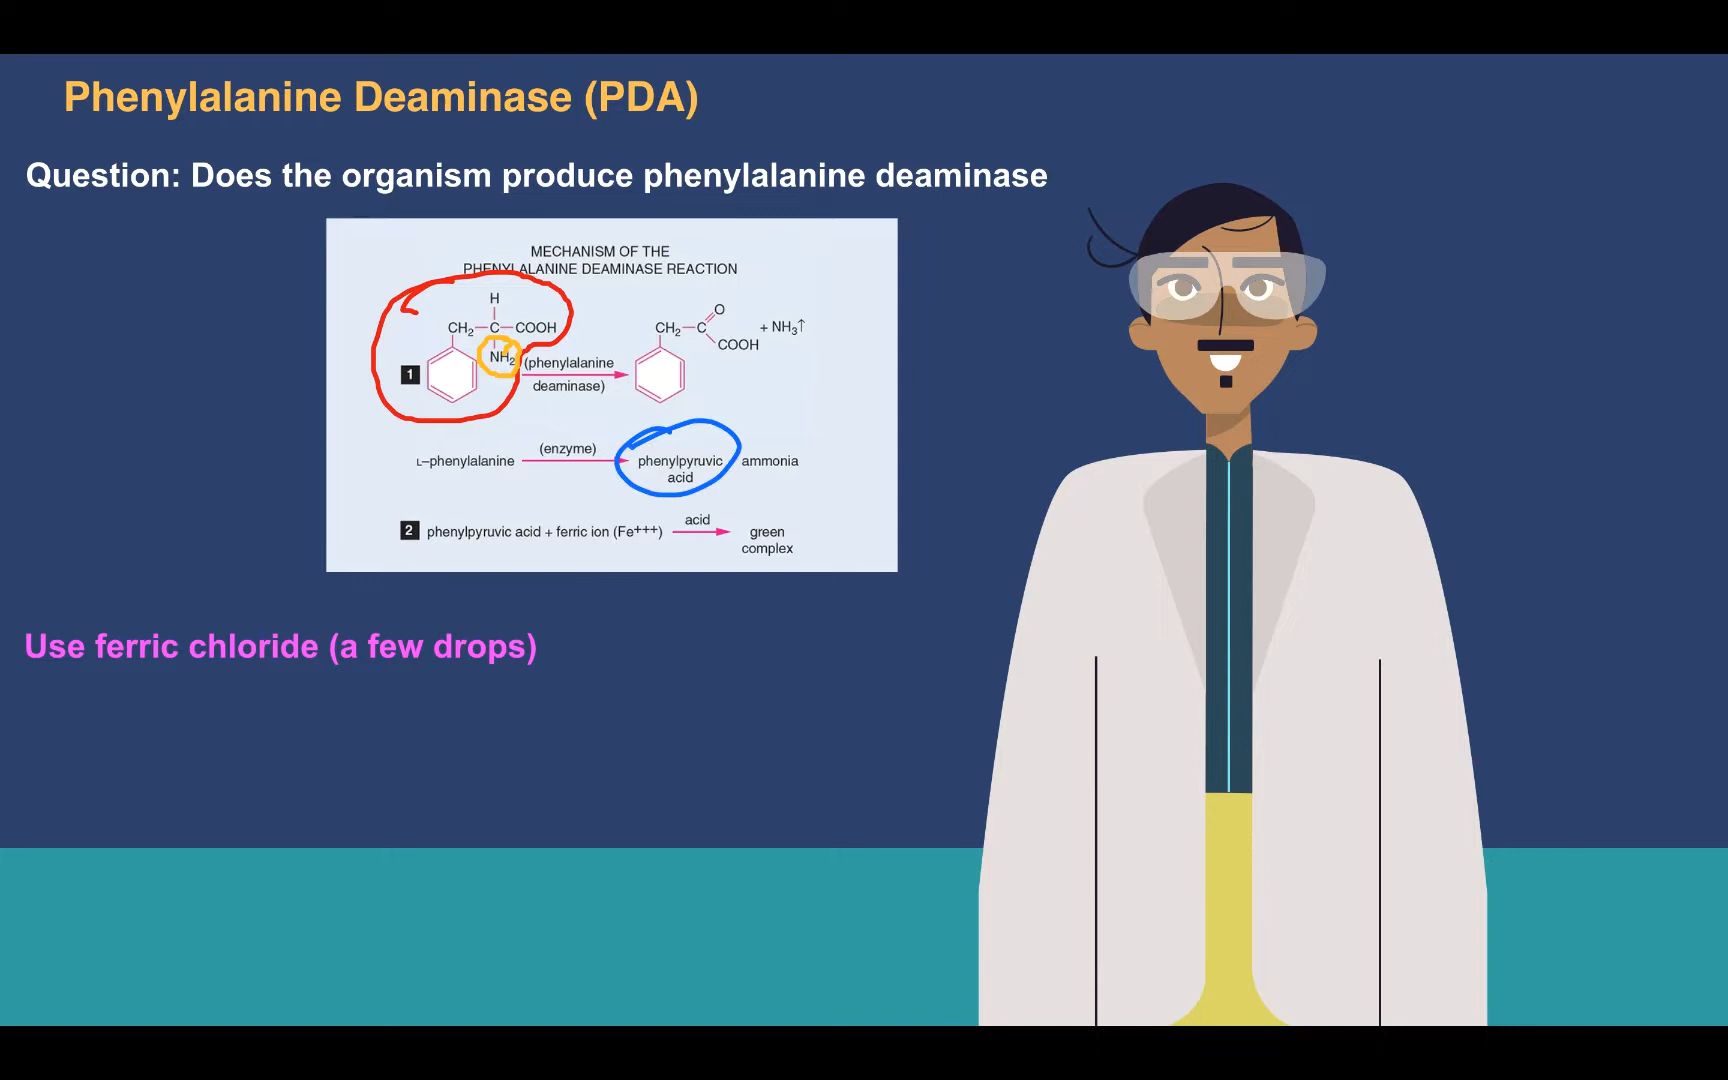 Phenylalanine Deaminase (PDA)
Question: Does the organism produce phenylalanine deaminase
MECHANISM OF THE
PHENYLALANINE DEAMINASE REACTION
H
CH2—C—COOH
NH2
O
CH2—C
COOH
+ NH3↑
1
(phenylalanine
deaminase)
L–phenylalanine
(enzyme)
phenylpyruvic
acid
ammonia
2 phenylpyruvic acid + ferric ion (Fe+++)
acid
green
complex
Use ferric chloride (a few drops)